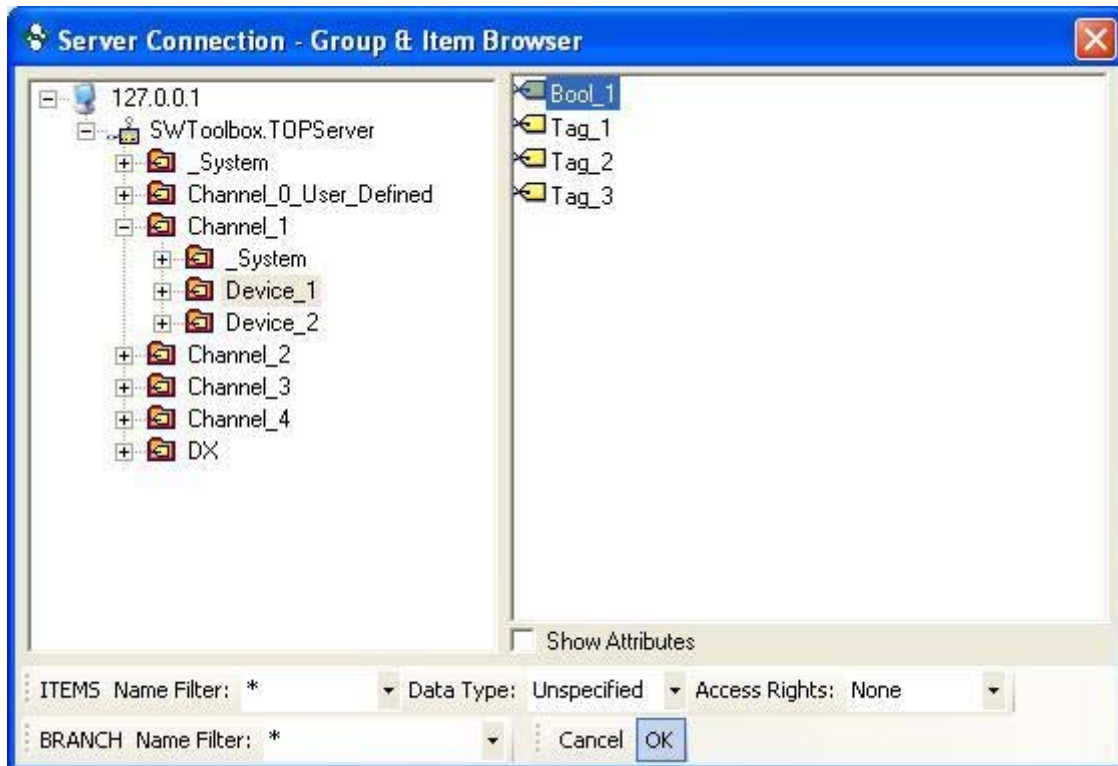 Server Connection - Group & Item Browser
127.0.0.1
SWToolbox.TOPServer
_System
Channel_0_User_Defined
Channel_1
_System
Device_1
Device_2
Channel_2
Channel_3
Channel_4
DX
Bool_1
Tag_1
Tag_2
Tag_3
Show Attributes
ITEMS Name Filter: * Data Type: Unspecified Access Rights: None
BRANCH Name Filter: * Cancel OK